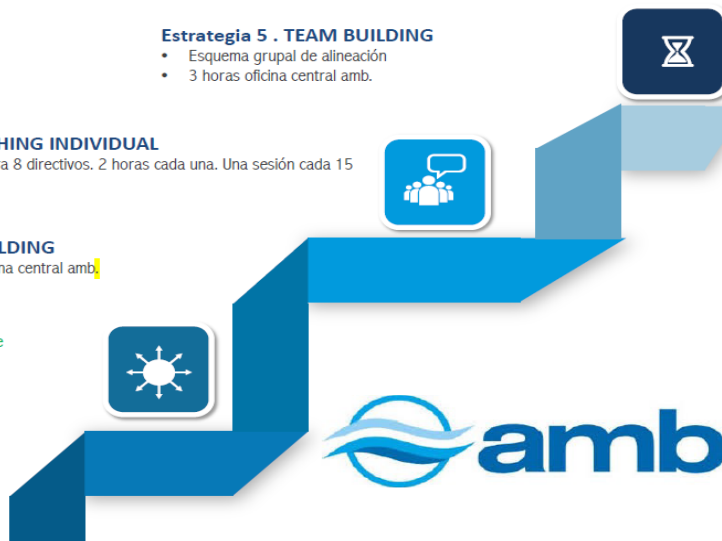 Estrategia 5 . TEAM BUILDING
• Esquema grupal de alineación
• 3 horas oficina central amb.
HING INDIVIDUAL
a 8 directivos. 2 horas cada una. Una sesión cada 15
LDING
na central amb.
e
amb